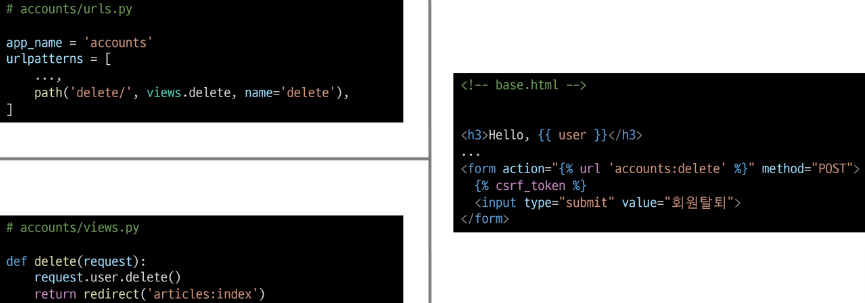 # accounts/urls.py
app_name = 'accounts'
urlpatterns = [
...,
path('delete/', views.delete, name='delete'),
]
# accounts/views.py
def delete(request):
request.user.delete()
return redirect('articles:index')
<!-- base.html -->
<h3>Hello, {{ user }}</h3>
...
<form action="{% url 'accounts:delete' %}" method="POST">
{% csrf_token %}
<input type="submit" value="회원탈퇴">
</form>